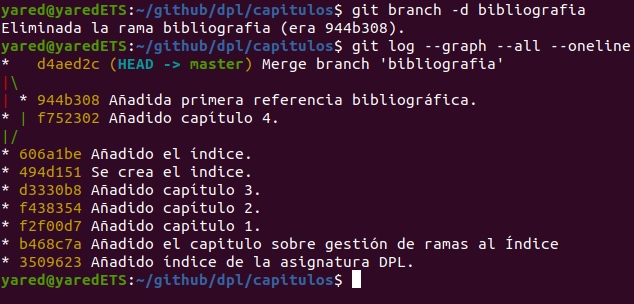 yared@yaredETS:~/github/dpl/capitulos$ git branch -d bibliografia
Eliminada la rama bibliografia (era 944b308).
yared@yaredETS:~/github/dpl/capitulos$ git log --graph --all --oneline
*   d4aed2c (HEAD -> master) Merge branch 'bibliografia'
|\
| * 944b308 Añadida primera referencia bibliográfica.
* | f752302 Añadido capítulo 4.
|/
* 606a1be Añadido el índice.
* 494d151 Se crea el indice.
* d3330b8 Añadido capítulo 3.
* f438354 Añadido capítulo 2.
* f2f00d7 Añadido capítulo 1.
* b468c7a Añadido el capitulo sobre gestión de ramas al Índice
* 3509623 Añadido índice de la asignatura DPL.
yared@yaredETS:~/github/dpl/capitulos$